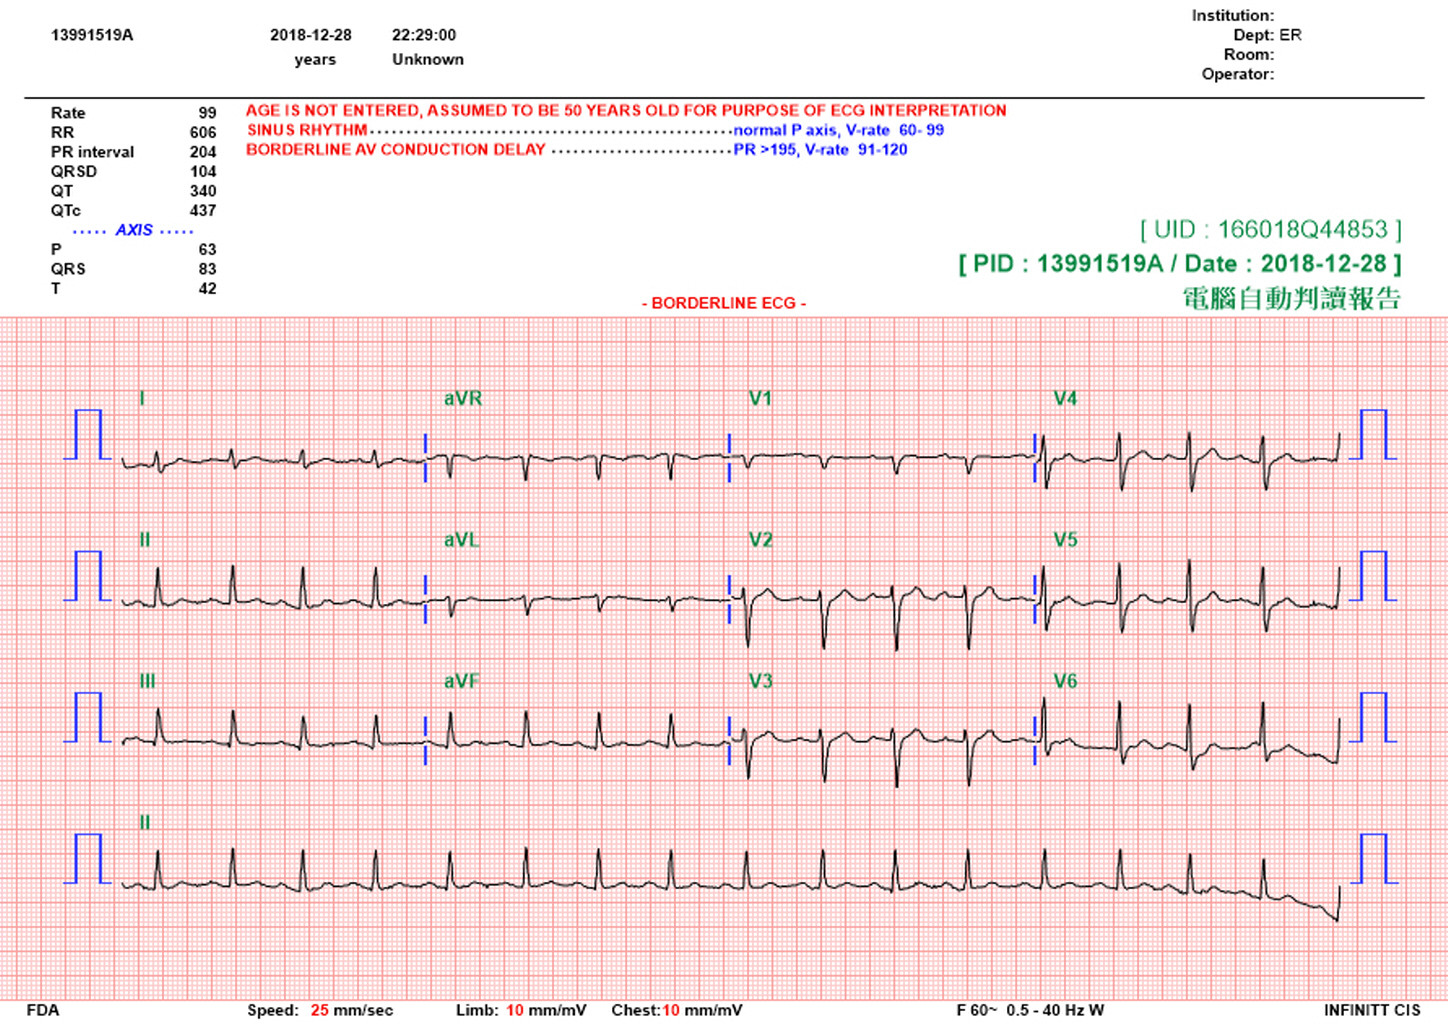 Institution:
13991519A 2018-12-28 22:29:00 Dept: ER
years Unknown Room:
Operator:
Rate 99 AGE IS NOT ENTERED, ASSUMED TO BE 50 YEARS OLD FOR PURPOSE OF ECG INTERPRETATION
RR 606 SINUS RHYTHM normal P axis, V-rate 60- 99
PR interval 204 BORDERLINE AV CONDUCTION DELAY PR >195, V-rate 91-120
QRSD 104
QT 340
QTc 437
····· AXIS ·····
[ UID : 166018Q44853 ]
P 63
QRS 83
[ PID : 13991519A / Date : 2018-12-28 ]
T 42
電腦自動判讀報告
- BORDERLINE ECG -
I aVR V1 V4
II aVL V2 V5
III aVF V3 V6
II
FDA Speed: 25 mm/sec Limb: 10 mm/mV Chest:10 mm/mV F 60~ 0.5 - 40 Hz W INFINITT CIS